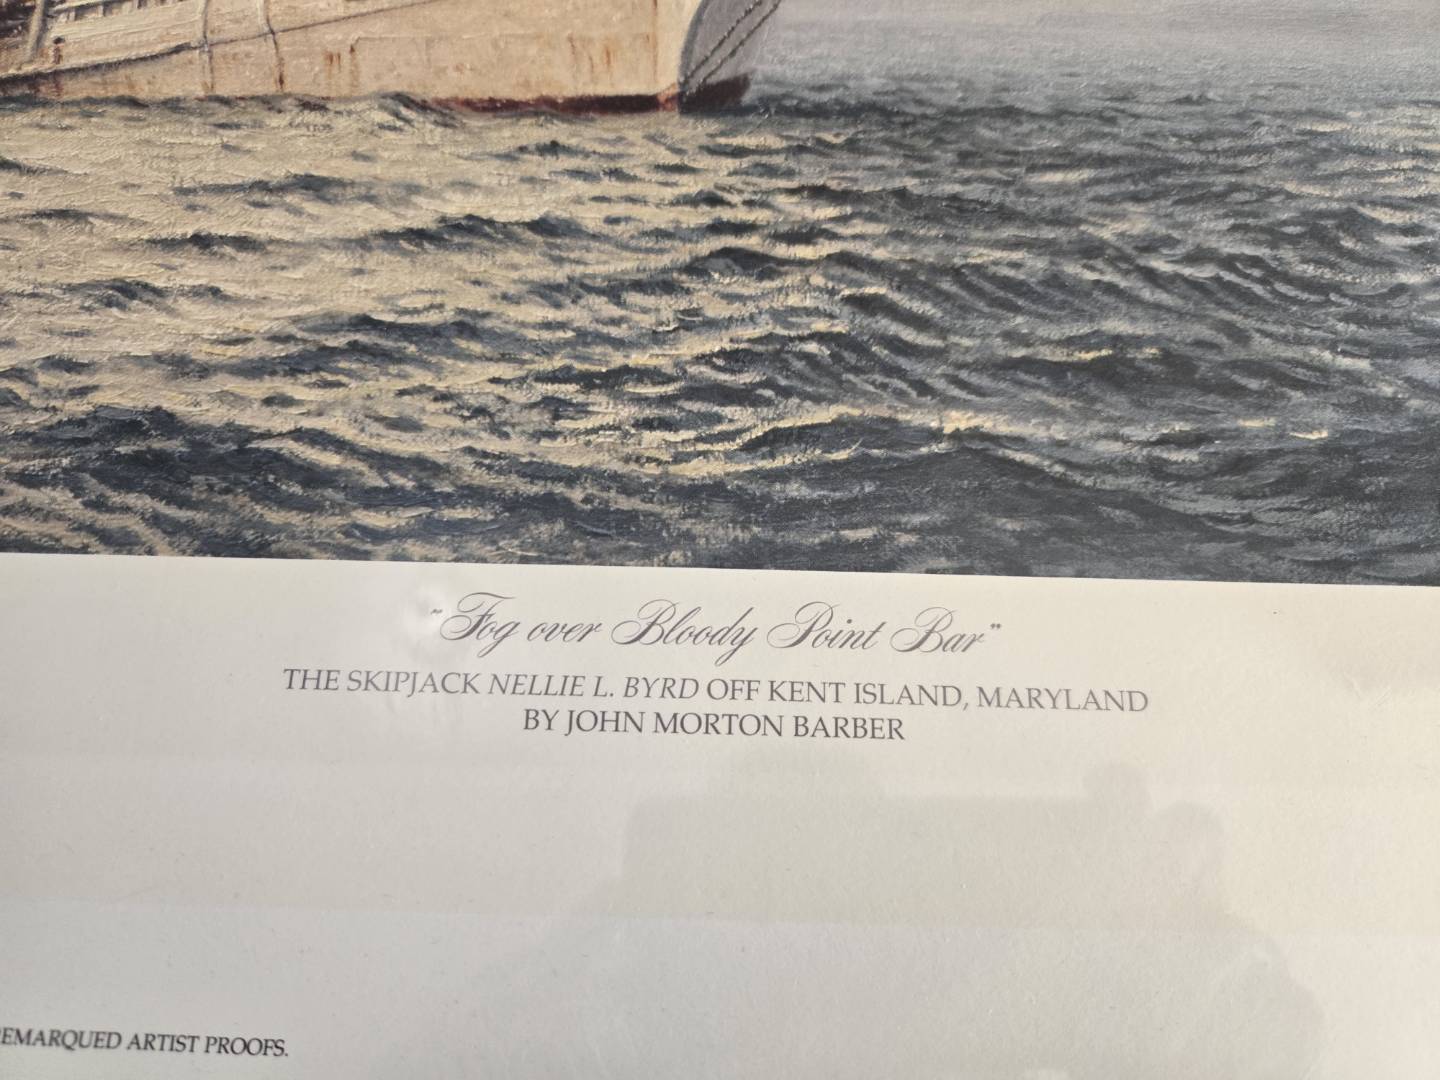 "Fog over Bloody Point Bar"
THE SKIPJACK NELLIE L. BYRD OFF KENT ISLAND, MARYLAND
BY JOHN MORTON BARBER
EMARQUED ARTIST PROOFS.